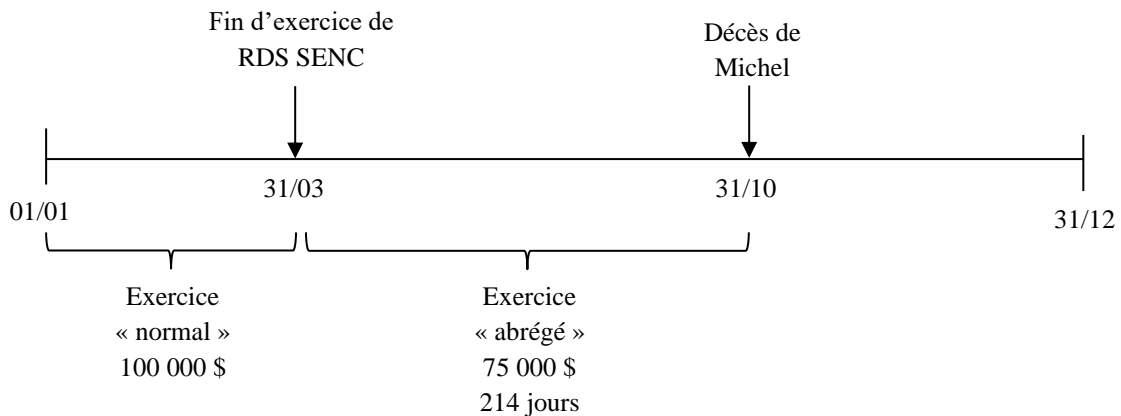 Fin d’exercice de
RDS SENC
Décès de
Michel
01/01
31/03
31/10
31/12
Exercice
« normal »
100 000 $
Exercice
« abrégé »
75 000 $
214 jours